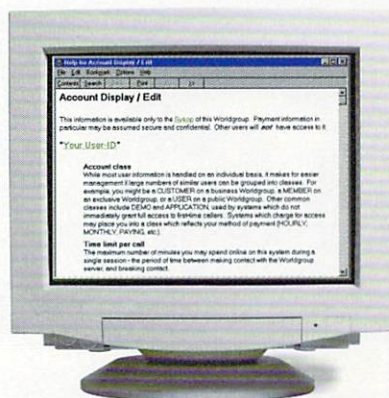 Help for Account Display / Edit
File Edit Bookmark Options Help
Contents Search Print >>
Account Display / Edit
This information is available only to the Sysop of this Worldgroup. Payment information in
particular may be assumed secure and confidential. Other users will not have access to it.
"Your User-ID"
Account class
While most user information is handled on an individual basis, it makes for easier
management if large numbers of similar users can be grouped into classes. For
example, you might be a CUSTOMER on a business Worldgroup, a MEMBER on
an exclusive Worldgroup, or a USER on a public Worldgroup. Other common
classes include DEMO and APPLICATION, used by systems which do not
immediately grant full access to first-time callers. Systems which charge for access
may place you into a class which reflects your method of payment (HOURLY,
MONTHLY, PAYING, etc.).
Time limit per call
The maximum number of minutes you may spend online on this system during a
single session - the period of time between making contact with the Worldgroup
server, and breaking contact.